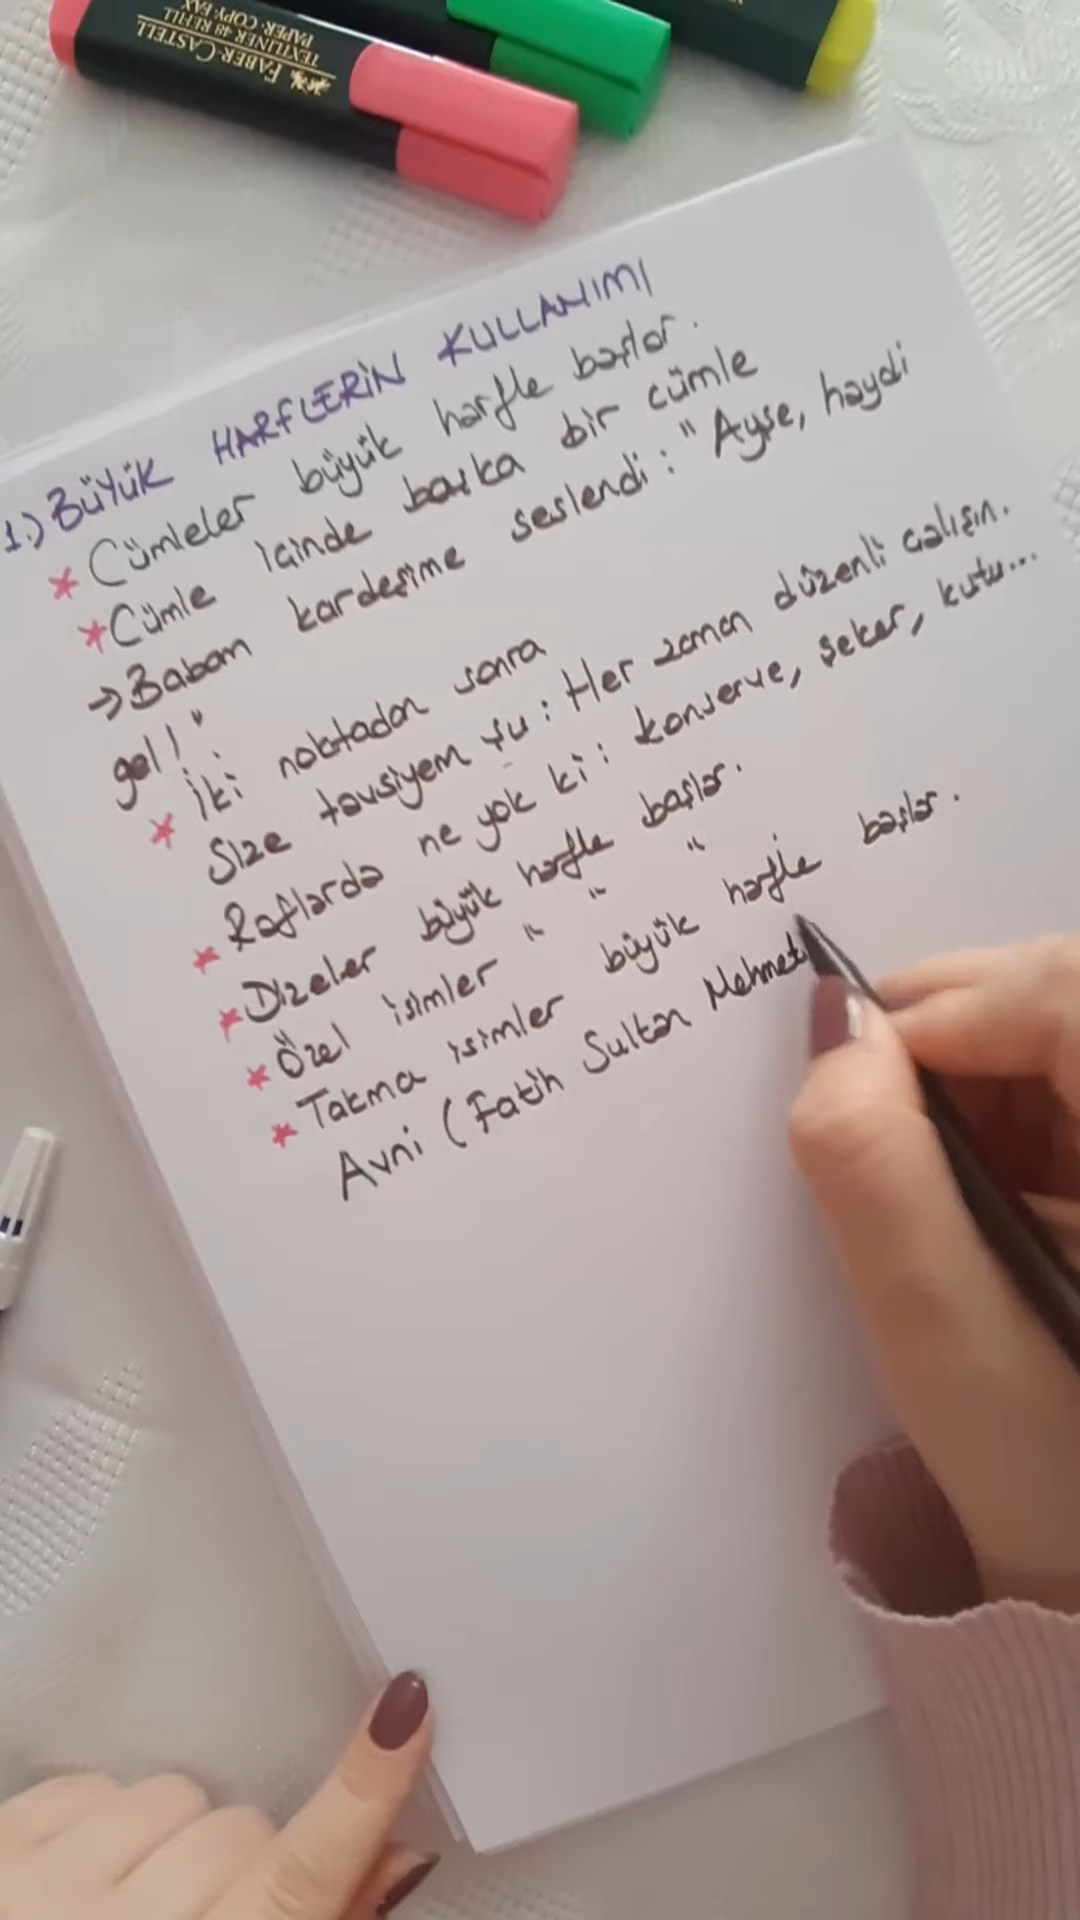 FABER-CASTELL
TEXTLINER 48 REFILL
PAPER COPY FAX
1.) BÜYÜK HARFLERİN KULLANIMI
* Cümleler büyük harfle başlar.
* Cümle içinde başka bir cümle
→ Babam kardeşime seslendi: "Ayşe, haydi
gel!"
* İki noktadan sonra
Size tavsiyem şu: Her zaman düzenli çalışın.
* Raflarda ne yok ki: konserve, şeker, kutu...
* Dizeler büyük harfle başlar.
* Özel isimler " " "
* Takma isimler büyük harfle başlar.
Avni (Fatih Sultan Mehmet